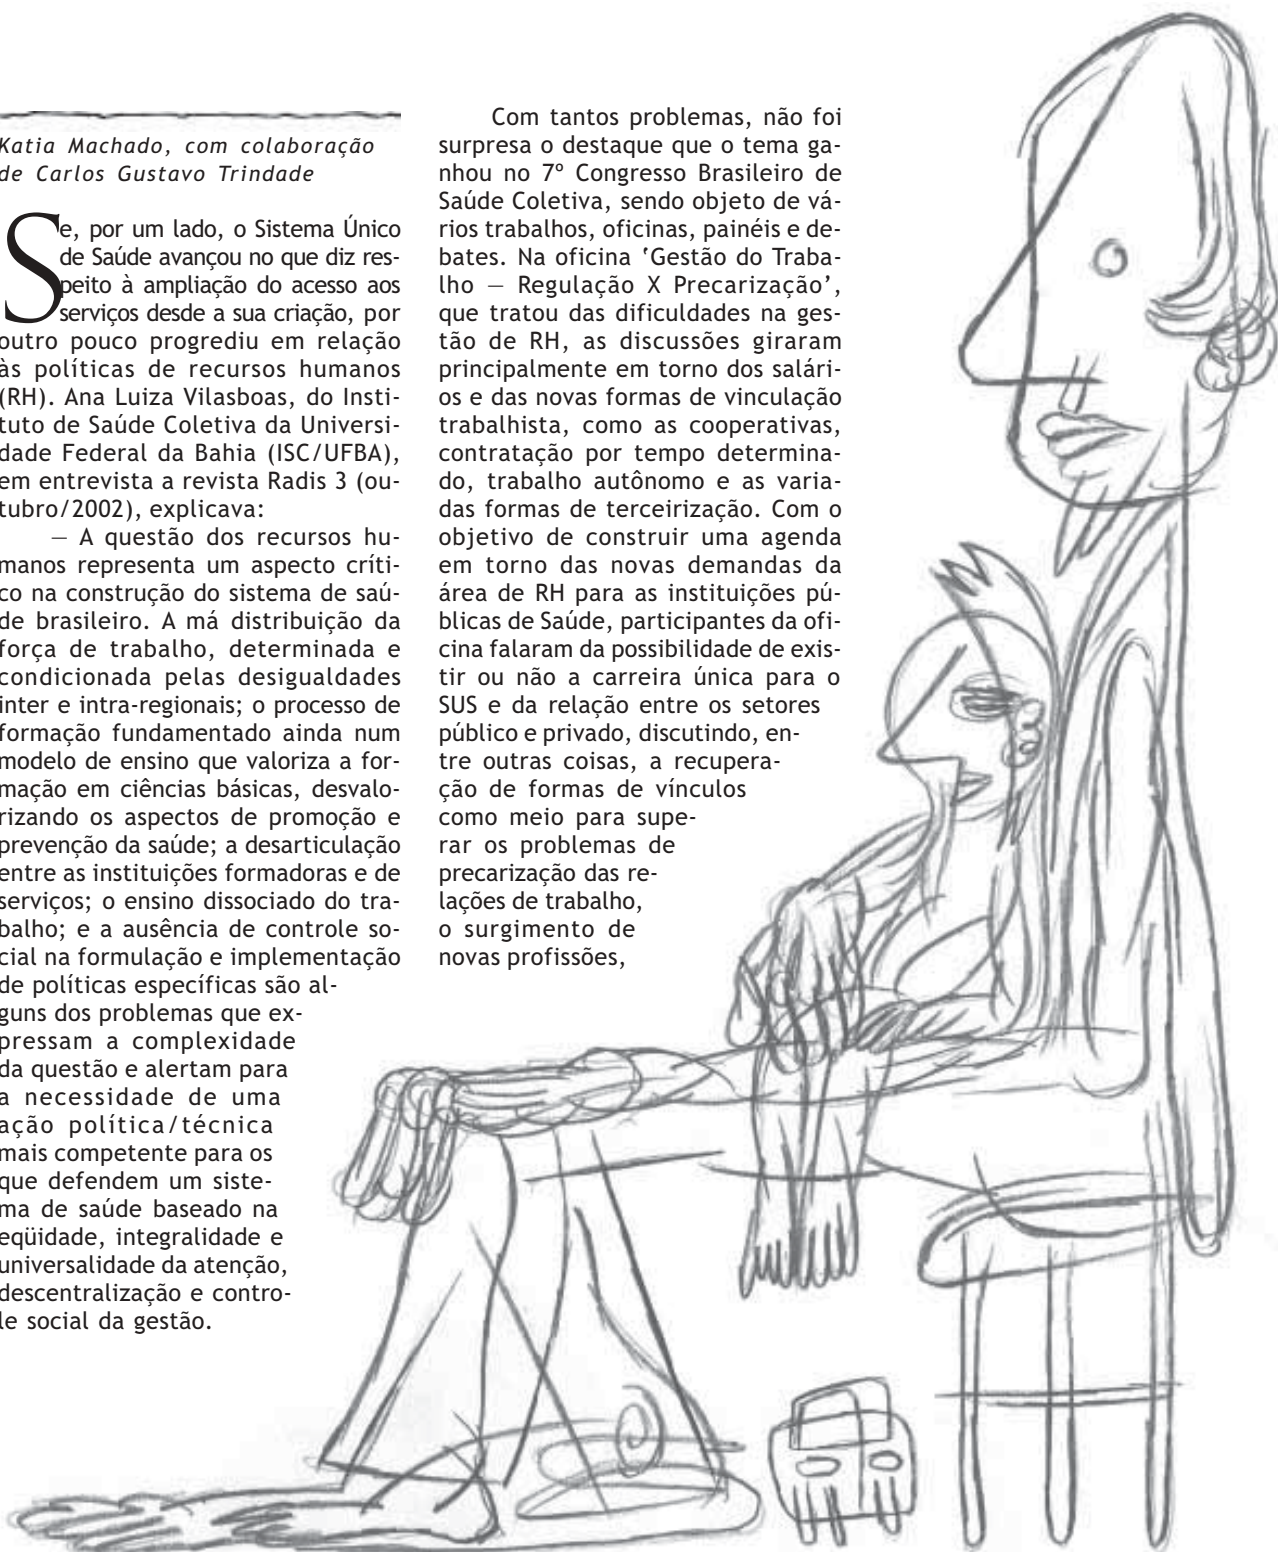 Katia Machado, com colaboração
de Carlos Gustavo Trindade
Se, por um lado, o Sistema Único
de Saúde avançou no que diz res-
peito à ampliação do acesso aos
serviços desde a sua criação, por
outro pouco progrediu em relação
às políticas de recursos humanos
(RH). Ana Luiza Vilasboas, do Insti-
tuto de Saúde Coletiva da Universi-
dade Federal da Bahia (ISC/UFBA),
em entrevista a revista Radis 3 (ou-
tubro/2002), explicava:
— A questão dos recursos hu-
manos representa um aspecto críti-
co na construção do sistema de saú-
de brasileiro. A má distribuição da
força de trabalho, determinada e
condicionada pelas desigualdades
inter e intra-regionais; o processo de
formação fundamentado ainda num
modelo de ensino que valoriza a for-
mação em ciências básicas, desvalo-
rizando os aspectos de promoção e
prevenção da saúde; a desarticulação
entre as instituições formadoras e de
serviços; o ensino dissociado do tra-
balho; e a ausência de controle so-
cial na formulação e implementação
de políticas específicas são al-
guns dos problemas que ex-
pressam a complexidade
da questão e alertam para
a necessidade de uma
ação política/técnica
mais competente para os
que defendem um siste-
ma de saúde baseado na
eqüidade, integralidade e
universalidade da atenção,
descentralização e contro-
le social da gestão.
Com tantos problemas, não foi
surpresa o destaque que o tema ga-
nhou no 7º Congresso Brasileiro de
Saúde Coletiva, sendo objeto de vá-
rios trabalhos, oficinas, painéis e de-
bates. Na oficina ‘Gestão do Traba-
lho — Regulação X Precarização’,
que tratou das dificuldades na ges-
tão de RH, as discussões giraram
principalmente em torno dos salári-
os e das novas formas de vinculação
trabalhista, como as cooperativas,
contratação por tempo determina-
do, trabalho autônomo e as varia-
das formas de terceirização. Com o
objetivo de construir uma agenda
em torno das novas demandas da
área de RH para as instituições pú-
blicas de Saúde, participantes da ofi-
cina falaram da possibilidade de exis-
tir ou não a carreira única para o
SUS e da relação entre os setores
público e privado, discutindo, en-
tre outras coisas, a recupera-
ção de formas de vínculos
como meio para supe-
rar os problemas de
precarização das re-
lações de trabalho,
o surgimento de
novas profissões,